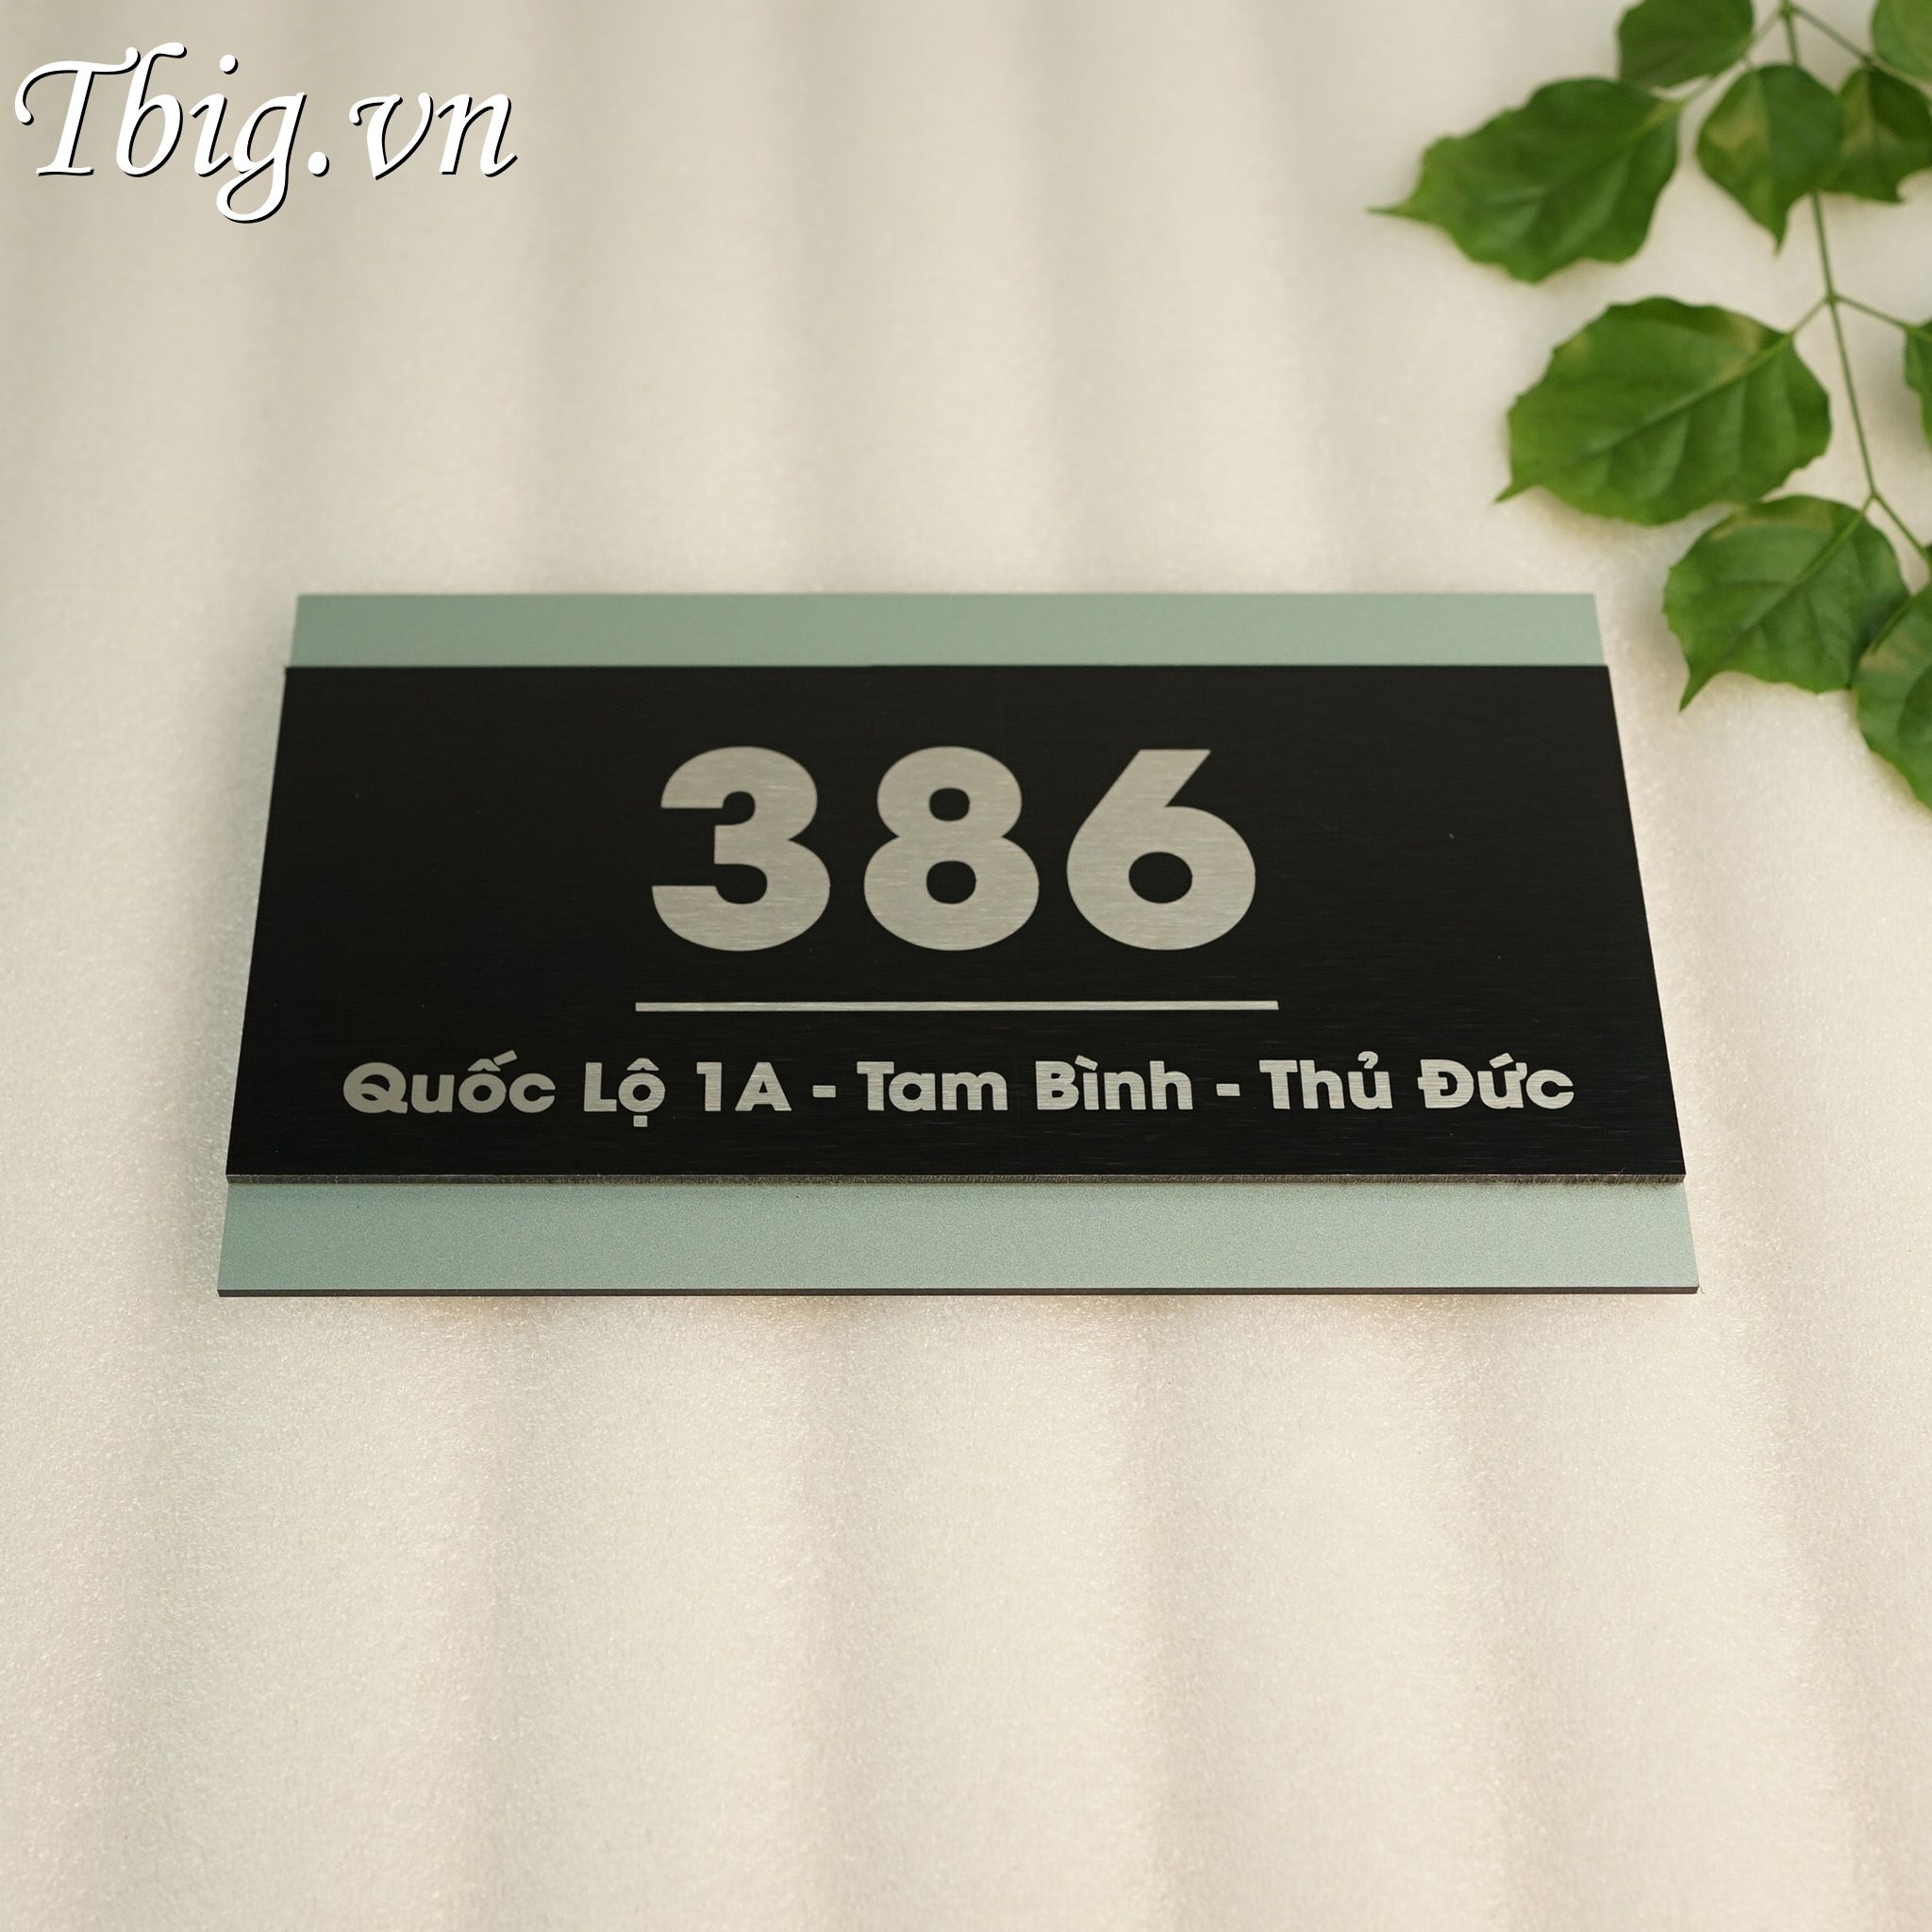 Tbig.vn
386
Quốc Lộ 1A - Tam Bình - Thủ Đức